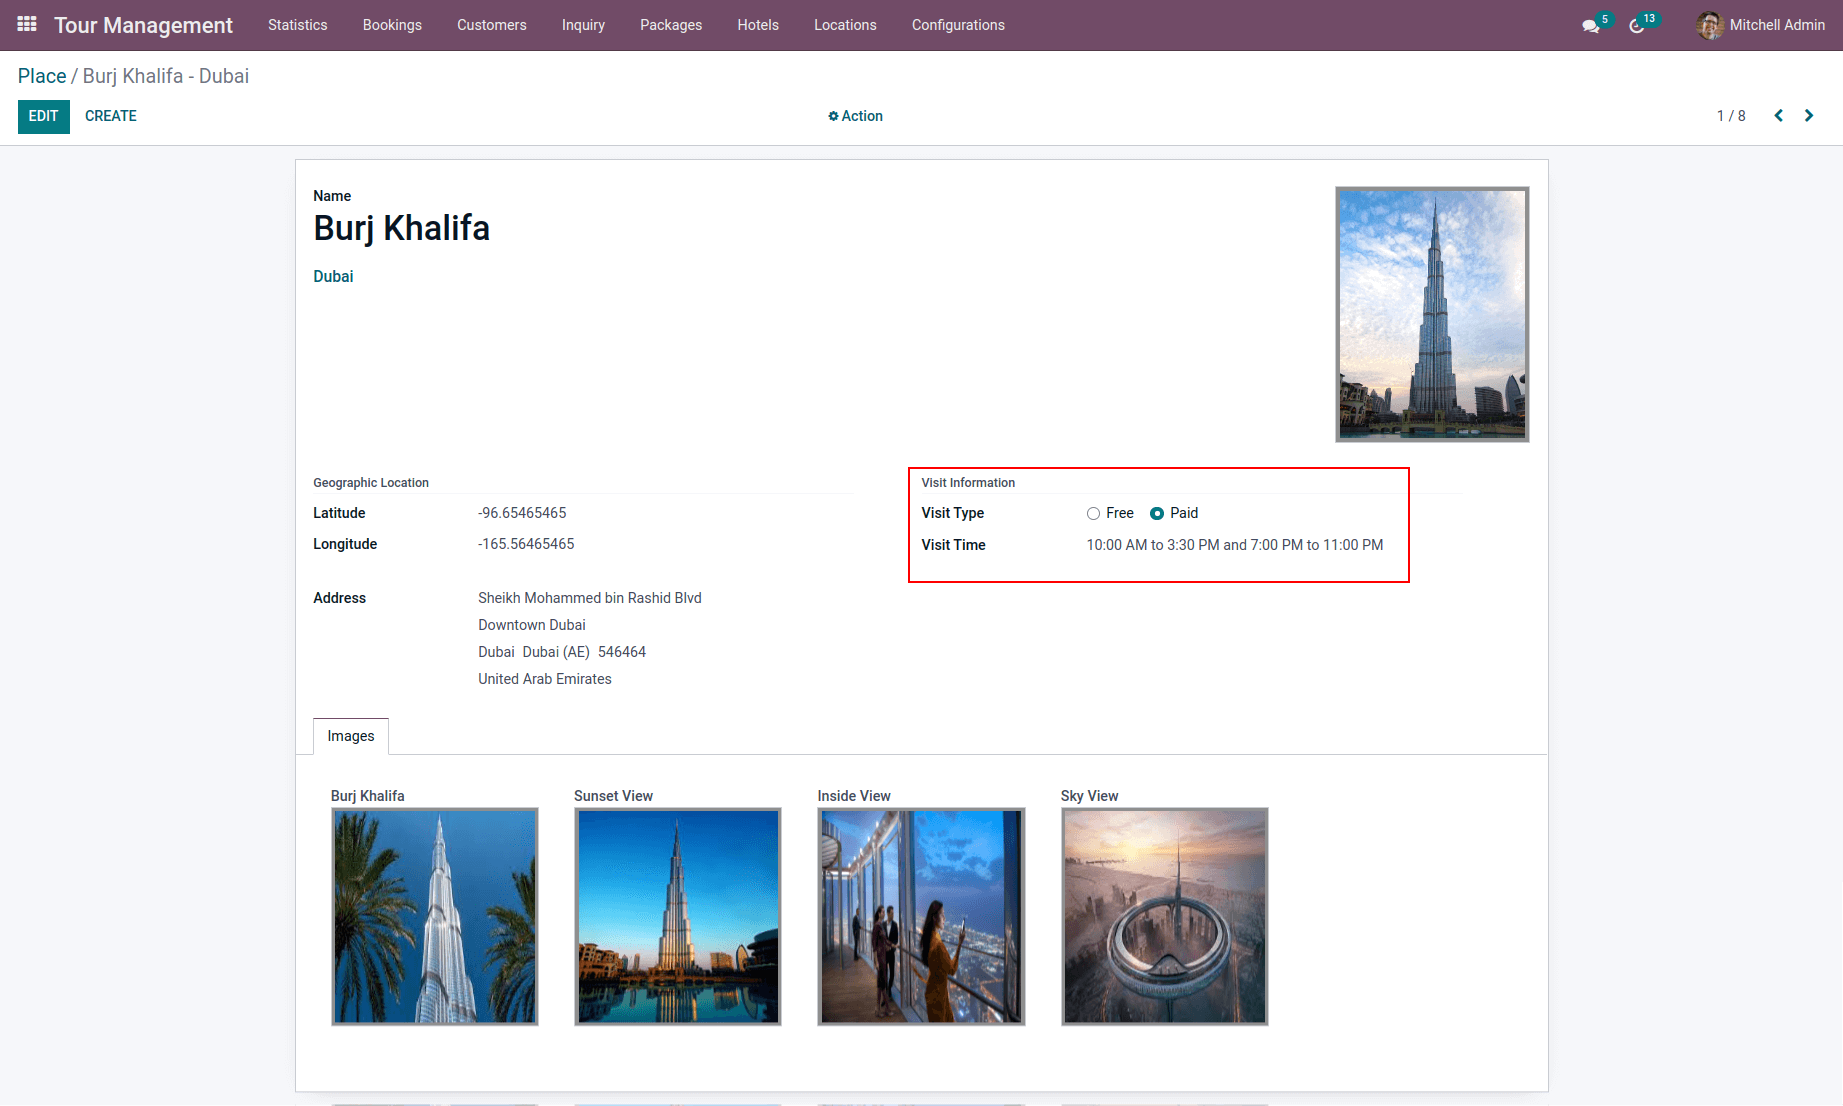 Tour Management Statistics Bookings Customers Inquiry Packages Hotels Locations Configurations 5 13 Mitchell Admin
Place / Burj Khalifa - Dubai
EDIT CREATE Action 1 / 8
Name
Burj Khalifa
Dubai
Geographic Location
Latitude -96.65465465
Longitude -165.56465465
Address Sheikh Mohammed bin Rashid Blvd
Downtown Dubai
Dubai Dubai (AE) 546464
United Arab Emirates
Visit Information
Visit Type Free Paid
Visit Time 10:00 AM to 3:30 PM and 7:00 PM to 11:00 PM
Images
Burj Khalifa Sunset View Inside View Sky View